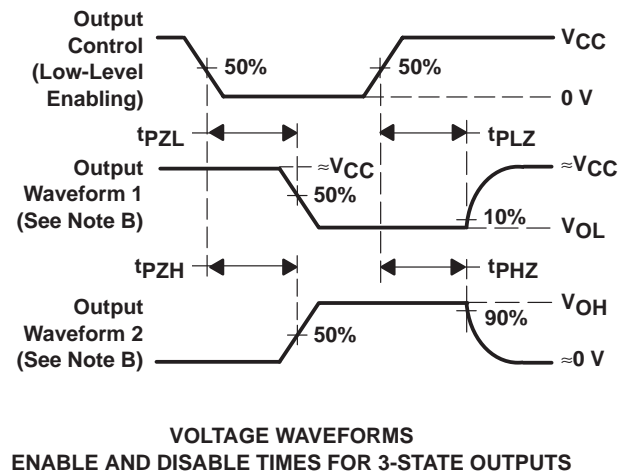 Output
Control
(Low-Level
Enabling)
50%
50%
VCC
0 V
tPZL
tPLZ
Output
Waveform 1
(See Note B)
≈VCC
50%
10%
≈VCC
VOL
tPZH
tPHZ
Output
Waveform 2
(See Note B)
50%
90%
VOH
≈0 V
VOLTAGE WAVEFORMS
ENABLE AND DISABLE TIMES FOR 3-STATE OUTPUTS